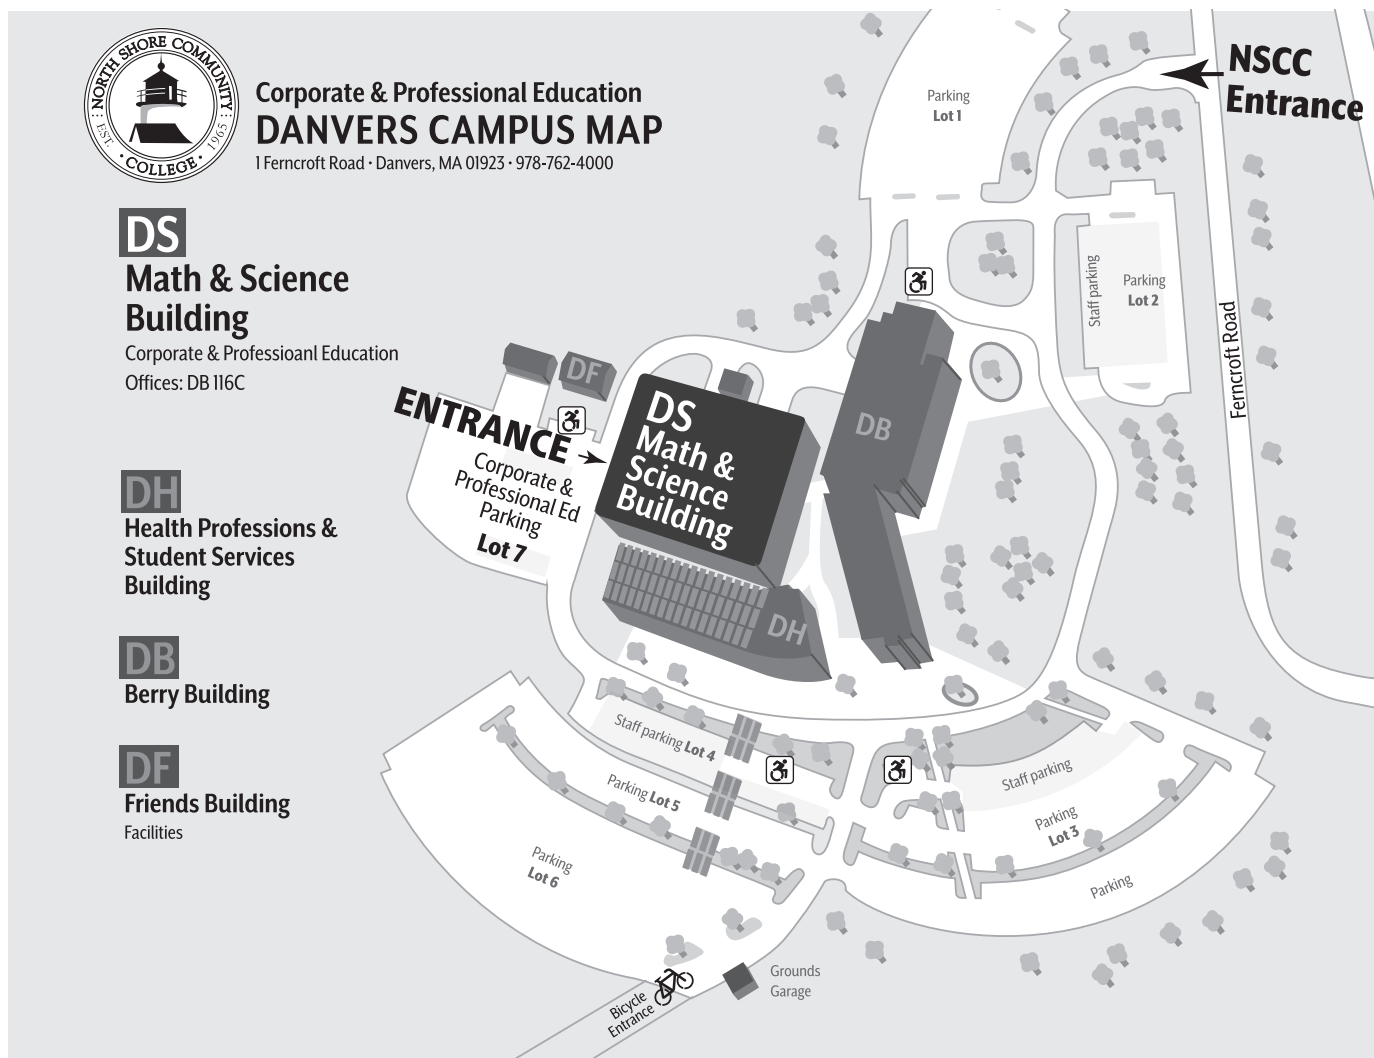 NORTH SHORE COMMUNITY
EST. 1965
• COLLEGE •
Corporate & Professional Education
DANVERS CAMPUS MAP
1 Ferncroft Road • Danvers, MA 01923 • 978-762-4000
DS
Math & Science
Building
Corporate & Professioanl Education
Offices: DB 116C
DH
Health Professions &
Student Services
Building
DB
Berry Building
DF
Friends Building
Facilities
NSCC
Entrance
Parking
Lot 1
Staff parking
Parking
Lot 2
Ferncroft Road
DF
ENTRANCE
Corporate &
Professional Ed
Parking
Lot 7
DS
Math &
Science
Building
DB
DH
Staff parking Lot 4
Parking Lot 5
Parking
Lot 6
Staff parking
Parking
Lot 3
Parking
Grounds
Garage
Bicycle
Entrance